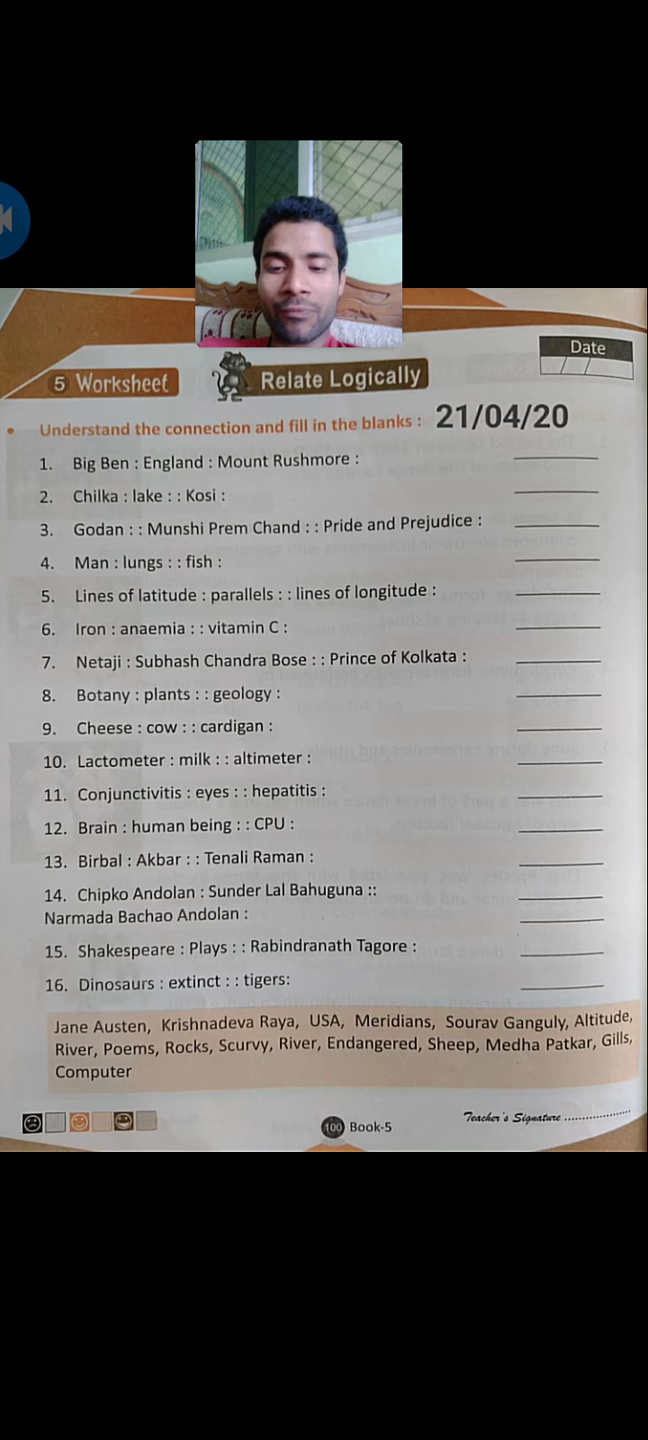 5 Worksheet
Relate Logically
Date
Understand the connection and fill in the blanks : 21/04/20
1. Big Ben : England : Mount Rushmore :
2. Chilka : lake : : Kosi :
3. Godan : : Munshi Prem Chand : : Pride and Prejudice :
4. Man : lungs : : fish :
5. Lines of latitude : parallels : : lines of longitude :
6. Iron : anaemia : : vitamin C :
7. Netaji : Subhash Chandra Bose : : Prince of Kolkata :
8. Botany : plants : : geology :
9. Cheese : cow : : cardigan :
10. Lactometer : milk : : altimeter :
11. Conjunctivitis : eyes : : hepatitis :
12. Brain : human being : : CPU :
13. Birbal : Akbar : : Tenali Raman :
14. Chipko Andolan : Sunder Lal Bahuguna ::
Narmada Bachao Andolan :
15. Shakespeare : Plays : : Rabindranath Tagore :
16. Dinosaurs : extinct : : tigers:
Jane Austen, Krishnadeva Raya, USA, Meridians, Sourav Ganguly, Altitude,
River, Poems, Rocks, Scurvy, River, Endangered, Sheep, Medha Patkar, Gills,
Computer
100 Book-5
Teacher's Signature ....................